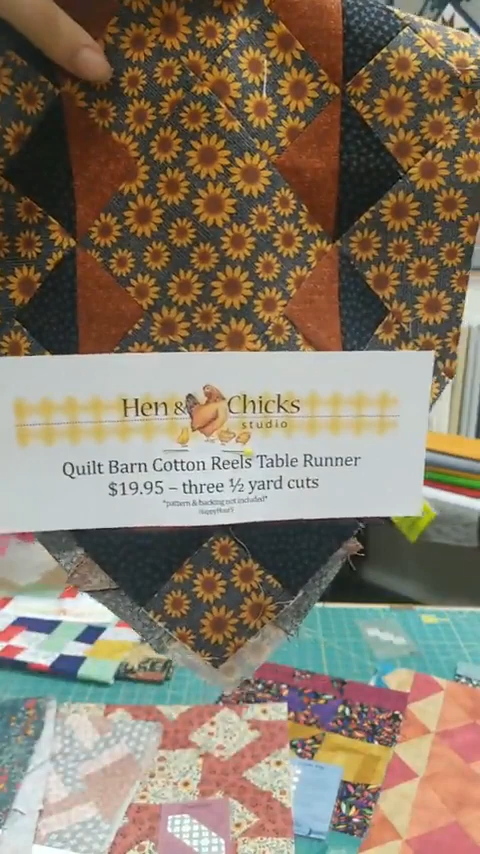 Hen & Chicks
studio
Quilt Barn Cotton Reels Table Runner
$19.95 – three ½ yard cuts
*pattern & backing not included*